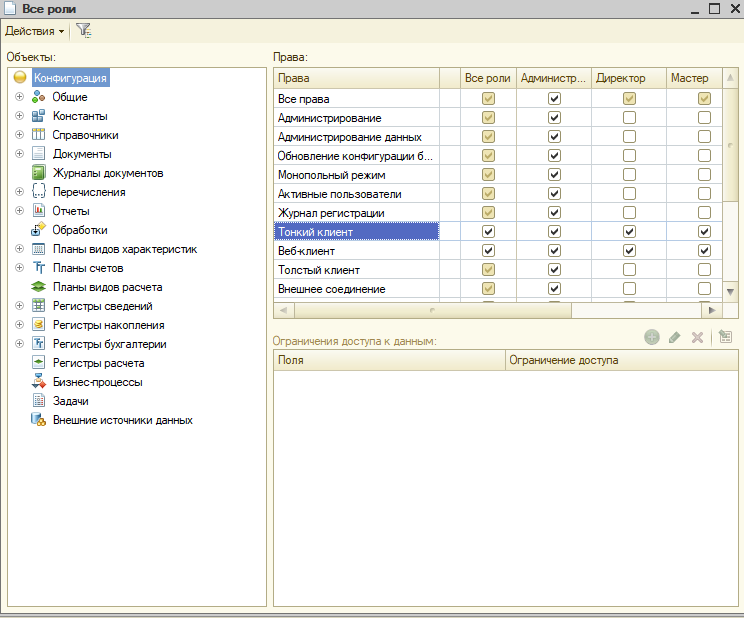 Все роли
Действия
Объекты:
Конфигурация
Общие
Константы
Справочники
Документы
Журналы документов
Перечисления
Отчеты
Обработки
Планы видов характеристик
Планы счетов
Планы видов расчета
Регистры сведений
Регистры накопления
Регистры бухгалтерии
Регистры расчета
Бизнес-процессы
Задачи
Внешние источники данных
Права:
Права Все роли Администр... Директор Мастер
Все права
Администрирование
Администрирование данных
Обновление конфигурации б...
Монопольный режим
Активные пользователи
Журнал регистрации
Тонкий клиент
Веб-клиент
Толстый клиент
Внешнее соединение
Ограничения доступа к данным:
Поля Ограничение доступа